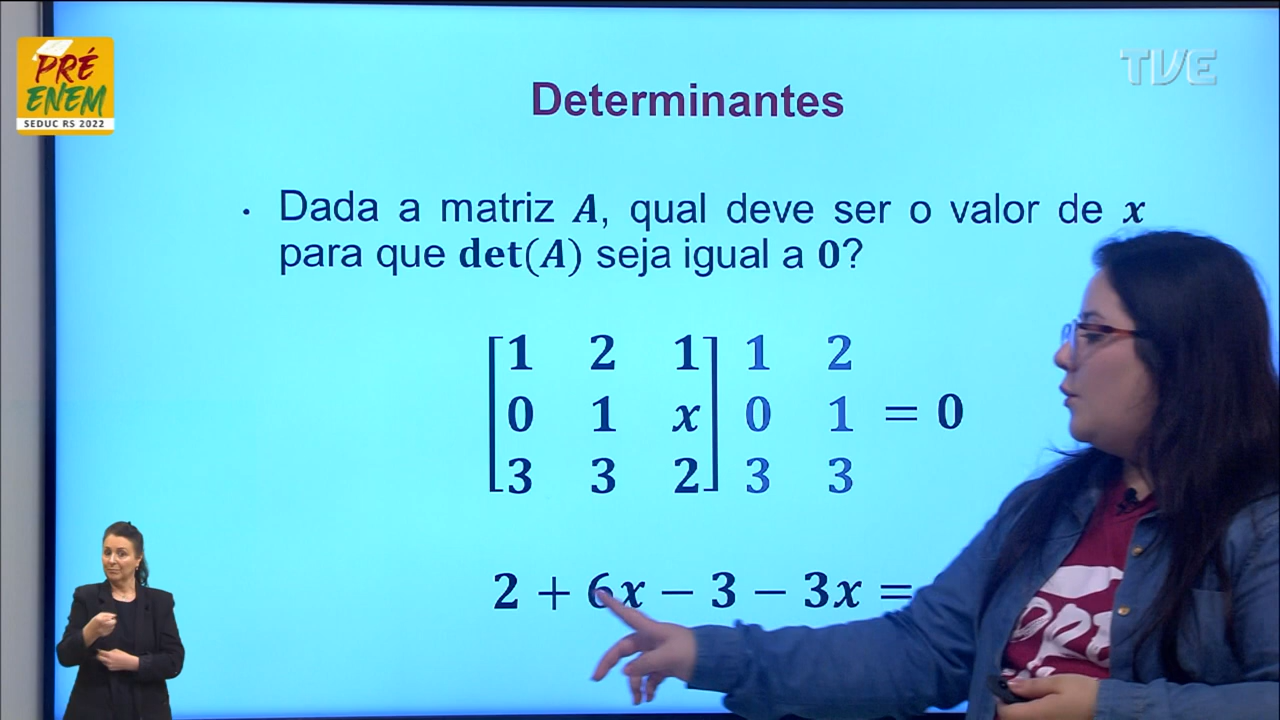 PRÉ
ENEM
SEDUC RS 2022
TVE
Determinantes
• Dada a matriz A, qual deve ser o valor de x
para que det(A) seja igual a 0?
[1 2 1] 1 2
[0 1 x] 0 1 = 0
[3 3 2] 3 3
2 + 6x − 3 − 3x =